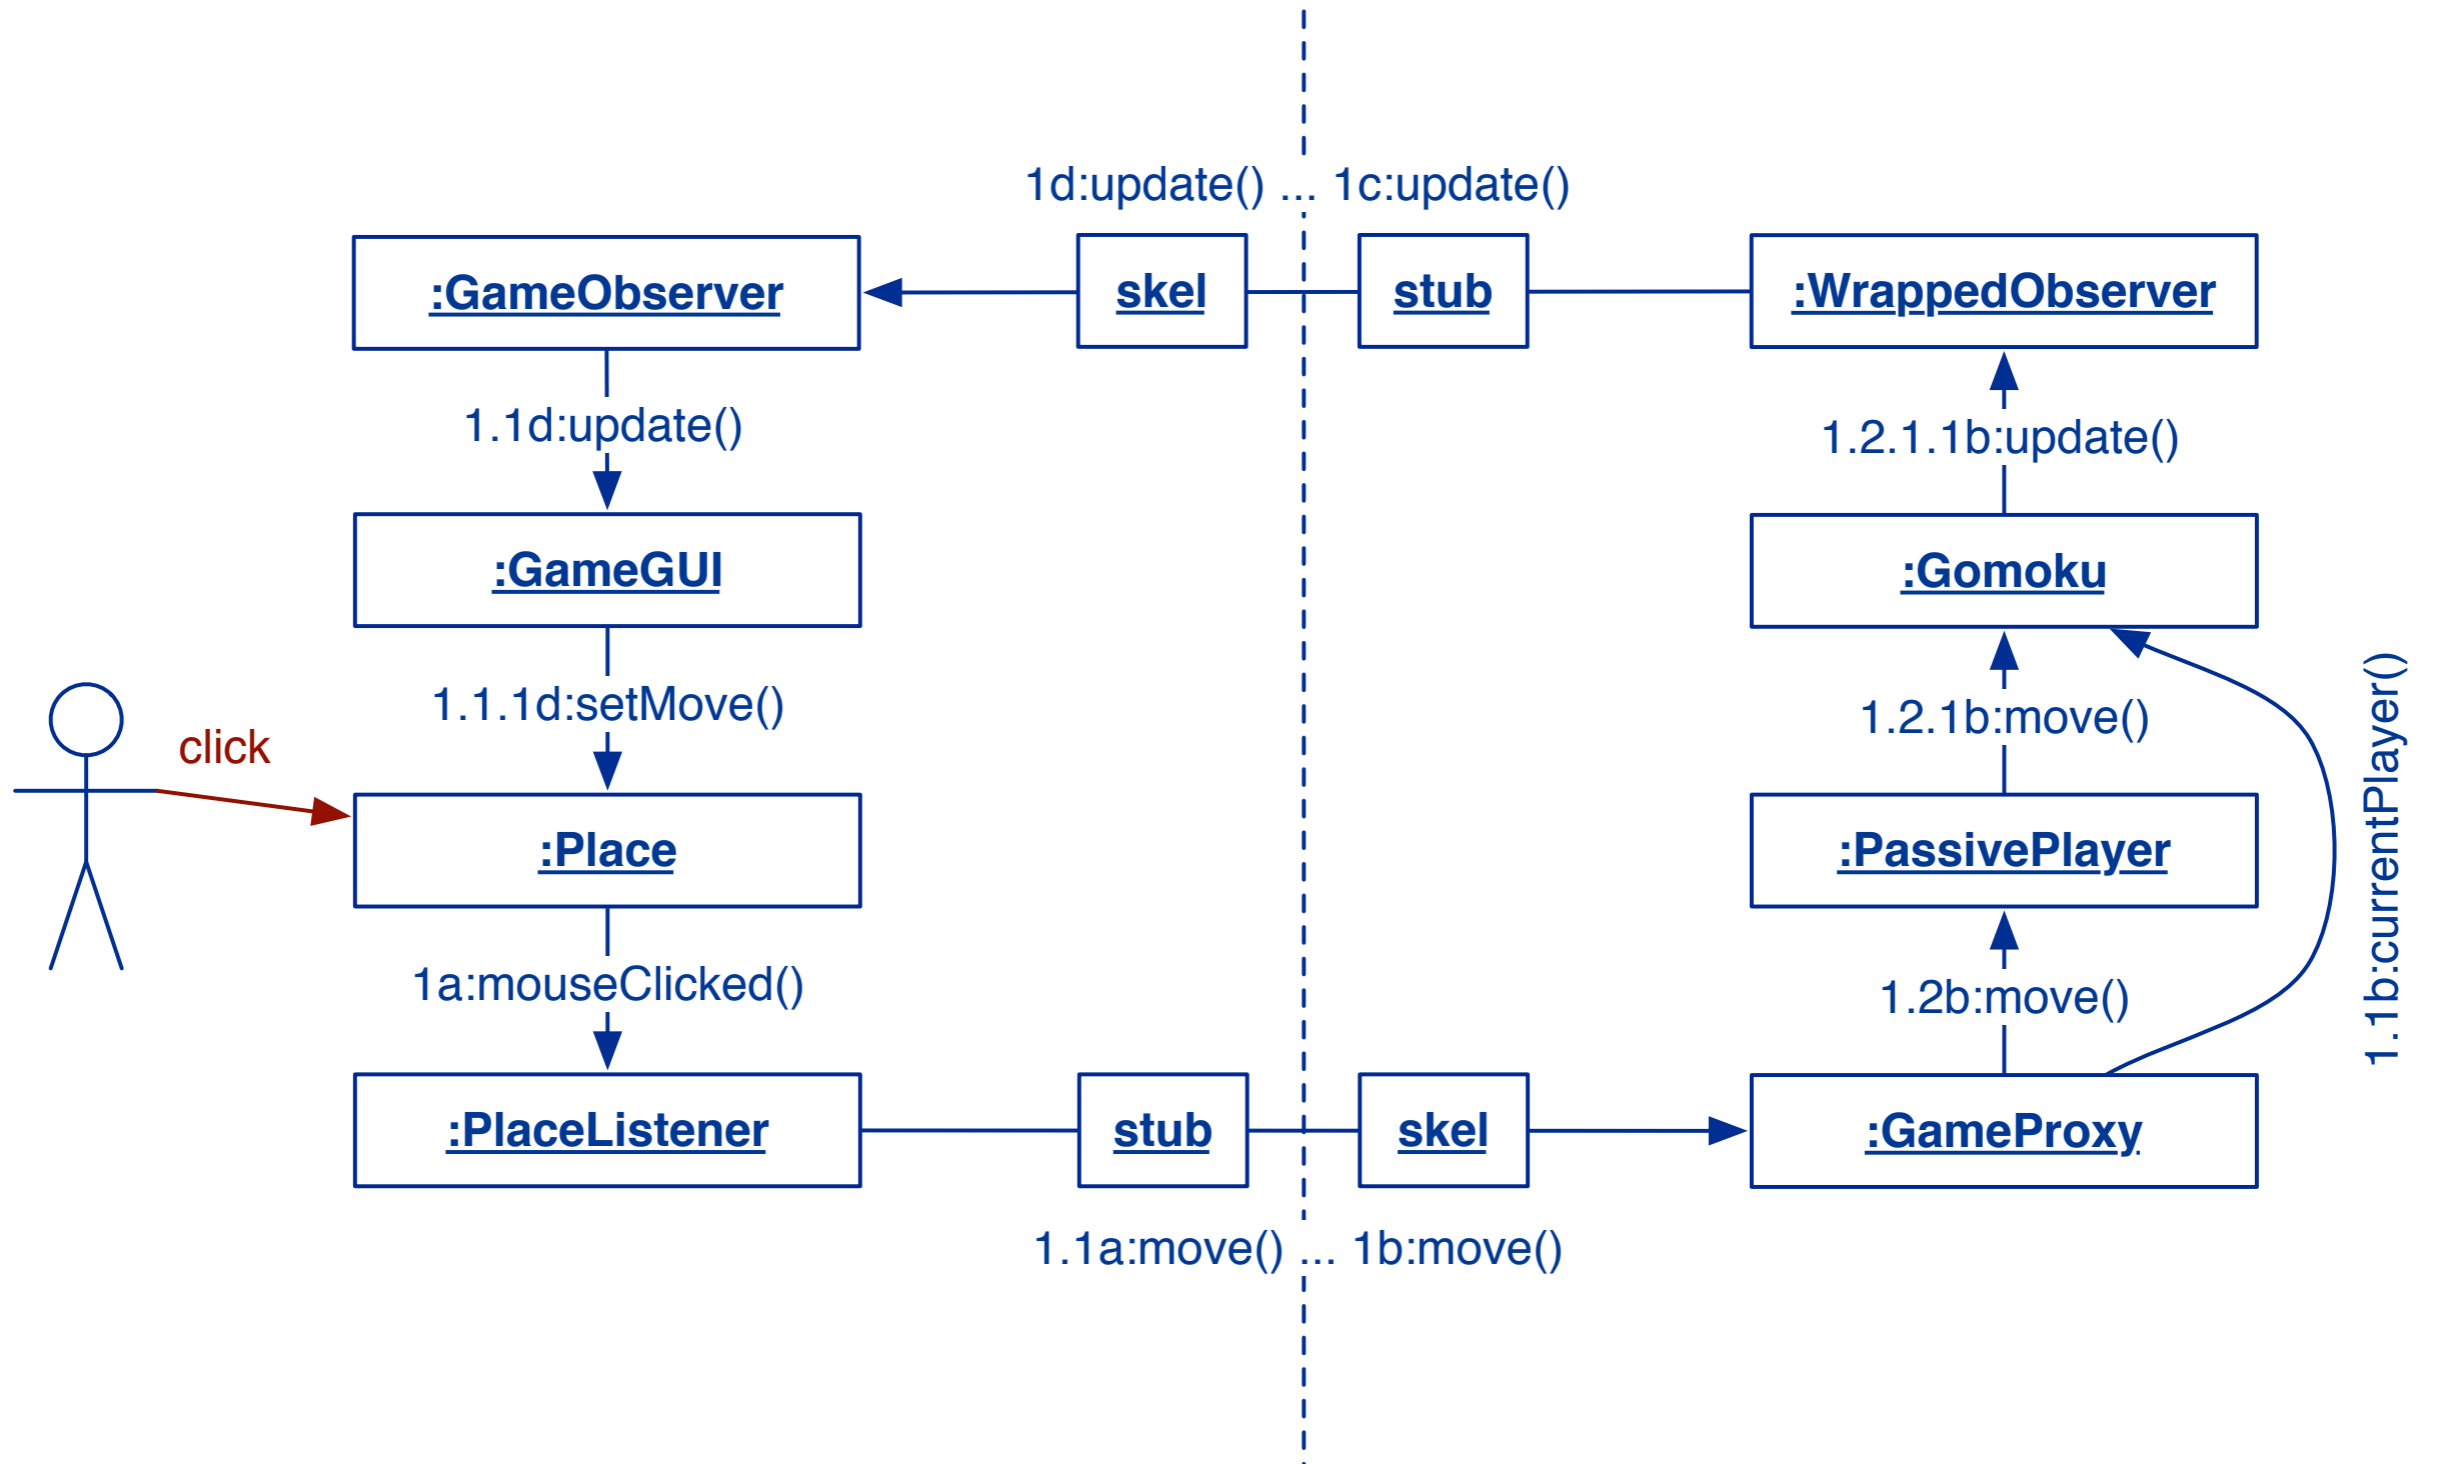 1d:update() ... 1c:update()
:GameObserver
skel
stub
:WrappedObserver
1.1d:update()
1.2.1.1b:update()
:GameGUI
:Gomoku
1.1.1d:setMove()
1.2.1b:move()
click
1.1b:currentPlayer()
:Place
:PassivePlayer
1a:mouseClicked()
1.2b:move()
:PlaceListener
stub
skel
:GameProxy
1.1a:move() ... 1b:move()